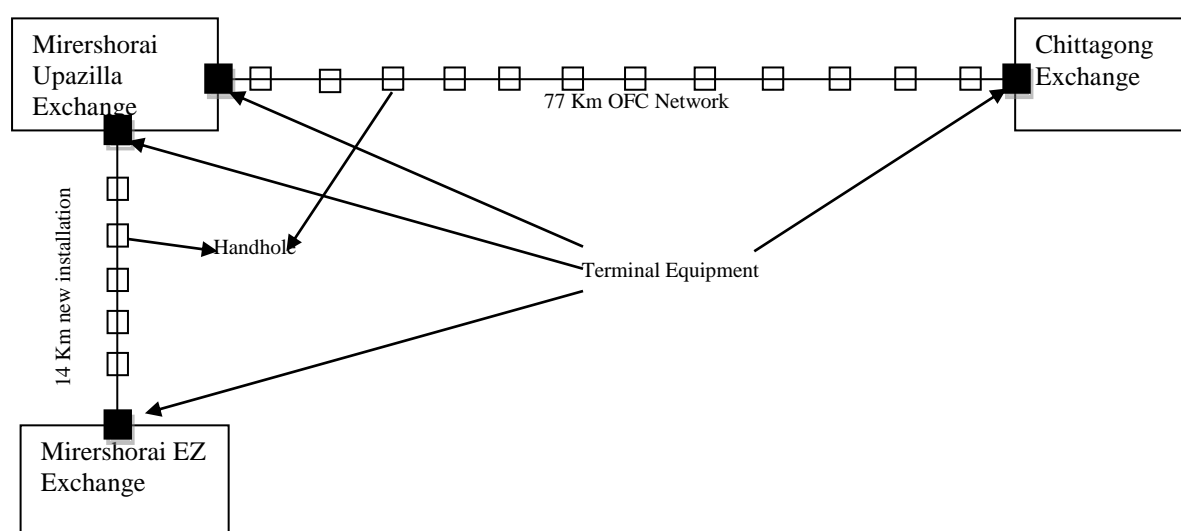 Mirershorai
Upazilla
Exchange
Chittagong
Exchange
77 Km OFC Network
14 Km new installation
Handhole
Terminal Equipment
Mirershorai EZ
Exchange